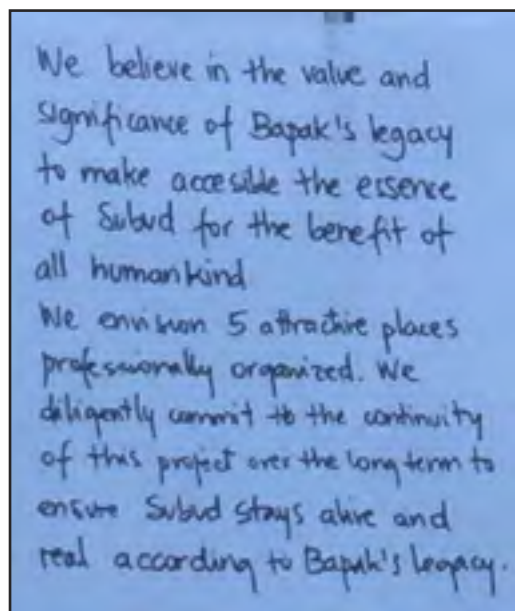 We believe in the value and
significance of Bapak's legacy
to make accesible the essence
of Subud for the benefit of
all humankind
We envision 5 attractive places
professionally organized. We
diligently commit to the continuity
of this project over the long term to
ensure Subud stays alive and
real according to Bapak's legacy.